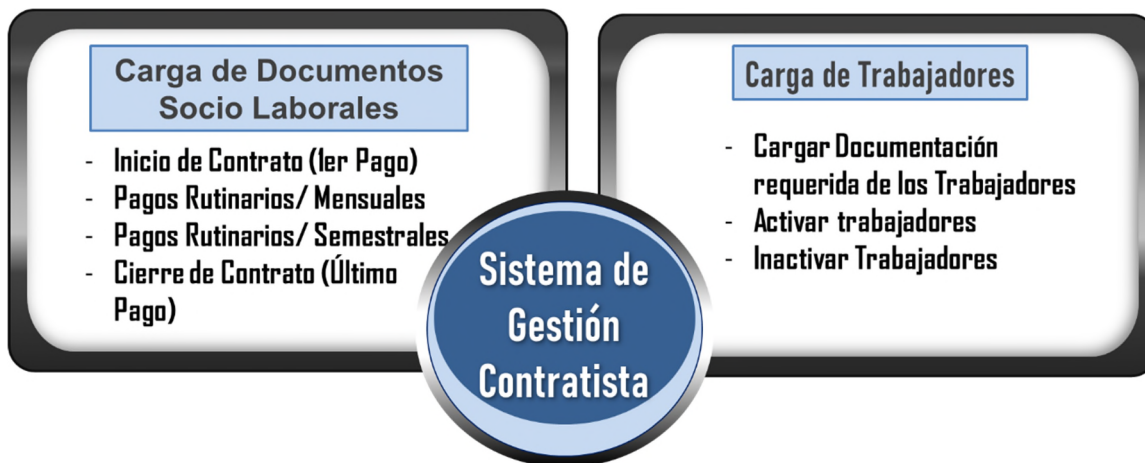 Carga de Documentos
Socio Laborales
- Inicio de Contrato (1er Pago)
- Pagos Rutinarios/ Mensuales
- Pagos Rutinarios/ Semestrales
- Cierre de Contrato (Último
Pago)
Carga de Trabajadores
- Cargar Documentación
requerida de los Trabajadores
- Activar trabajadores
- Inactivar Trabajadores
Sistema de
Gestión
Contratista